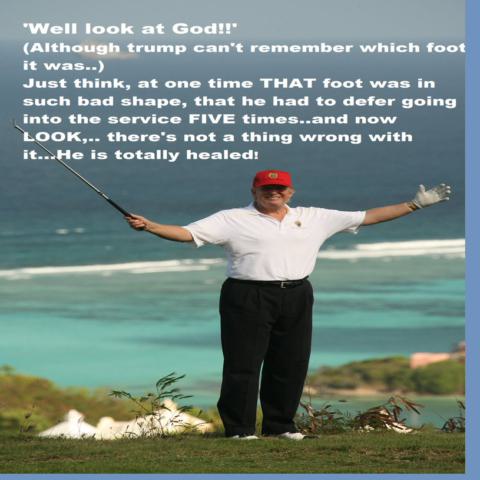 'Well look at God!!'
(Although trump can't remember which foot
it was..)
Just think, at one time THAT foot was in
such bad shape, that he had to defer going
into the service FIVE times..and now
LOOK,.. there's not a thing wrong with
it...He is totally healed!